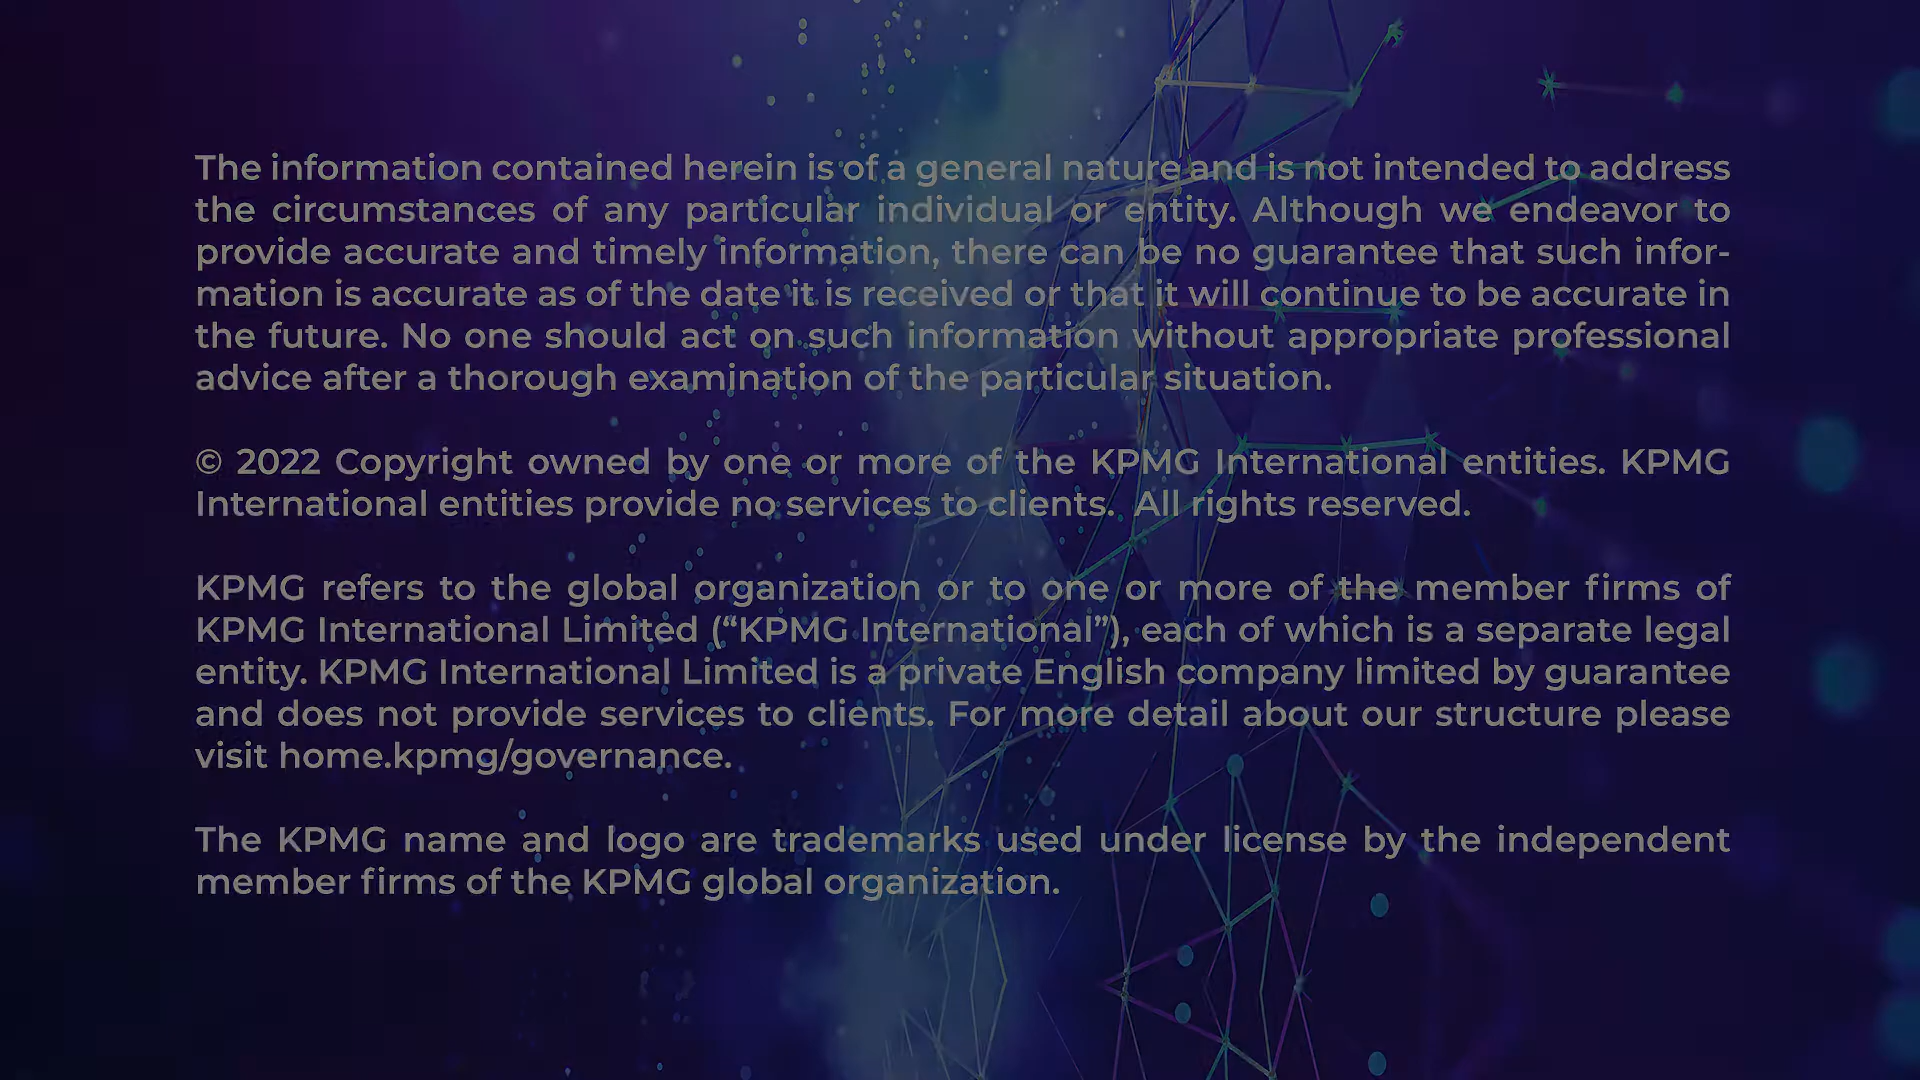 The information contained herein is of a general nature and is not intended to address
the circumstances of any particular individual or entity. Although we endeavor to
provide accurate and timely information, there can be no guarantee that such infor-
mation is accurate as of the date it is received or that it will continue to be accurate in
the future. No one should act on such information without appropriate professional
advice after a thorough examination of the particular situation.
© 2022 Copyright owned by one or more of the KPMG International entities. KPMG
International entities provide no services to clients.  All rights reserved.
KPMG refers to the global organization or to one or more of the member firms of
KPMG International Limited (“KPMG International”), each of which is a separate legal
entity. KPMG International Limited is a private English company limited by guarantee
and does not provide services to clients. For more detail about our structure please
visit home.kpmg/governance.
The KPMG name and logo are trademarks used under license by the independent
member firms of the KPMG global organization.